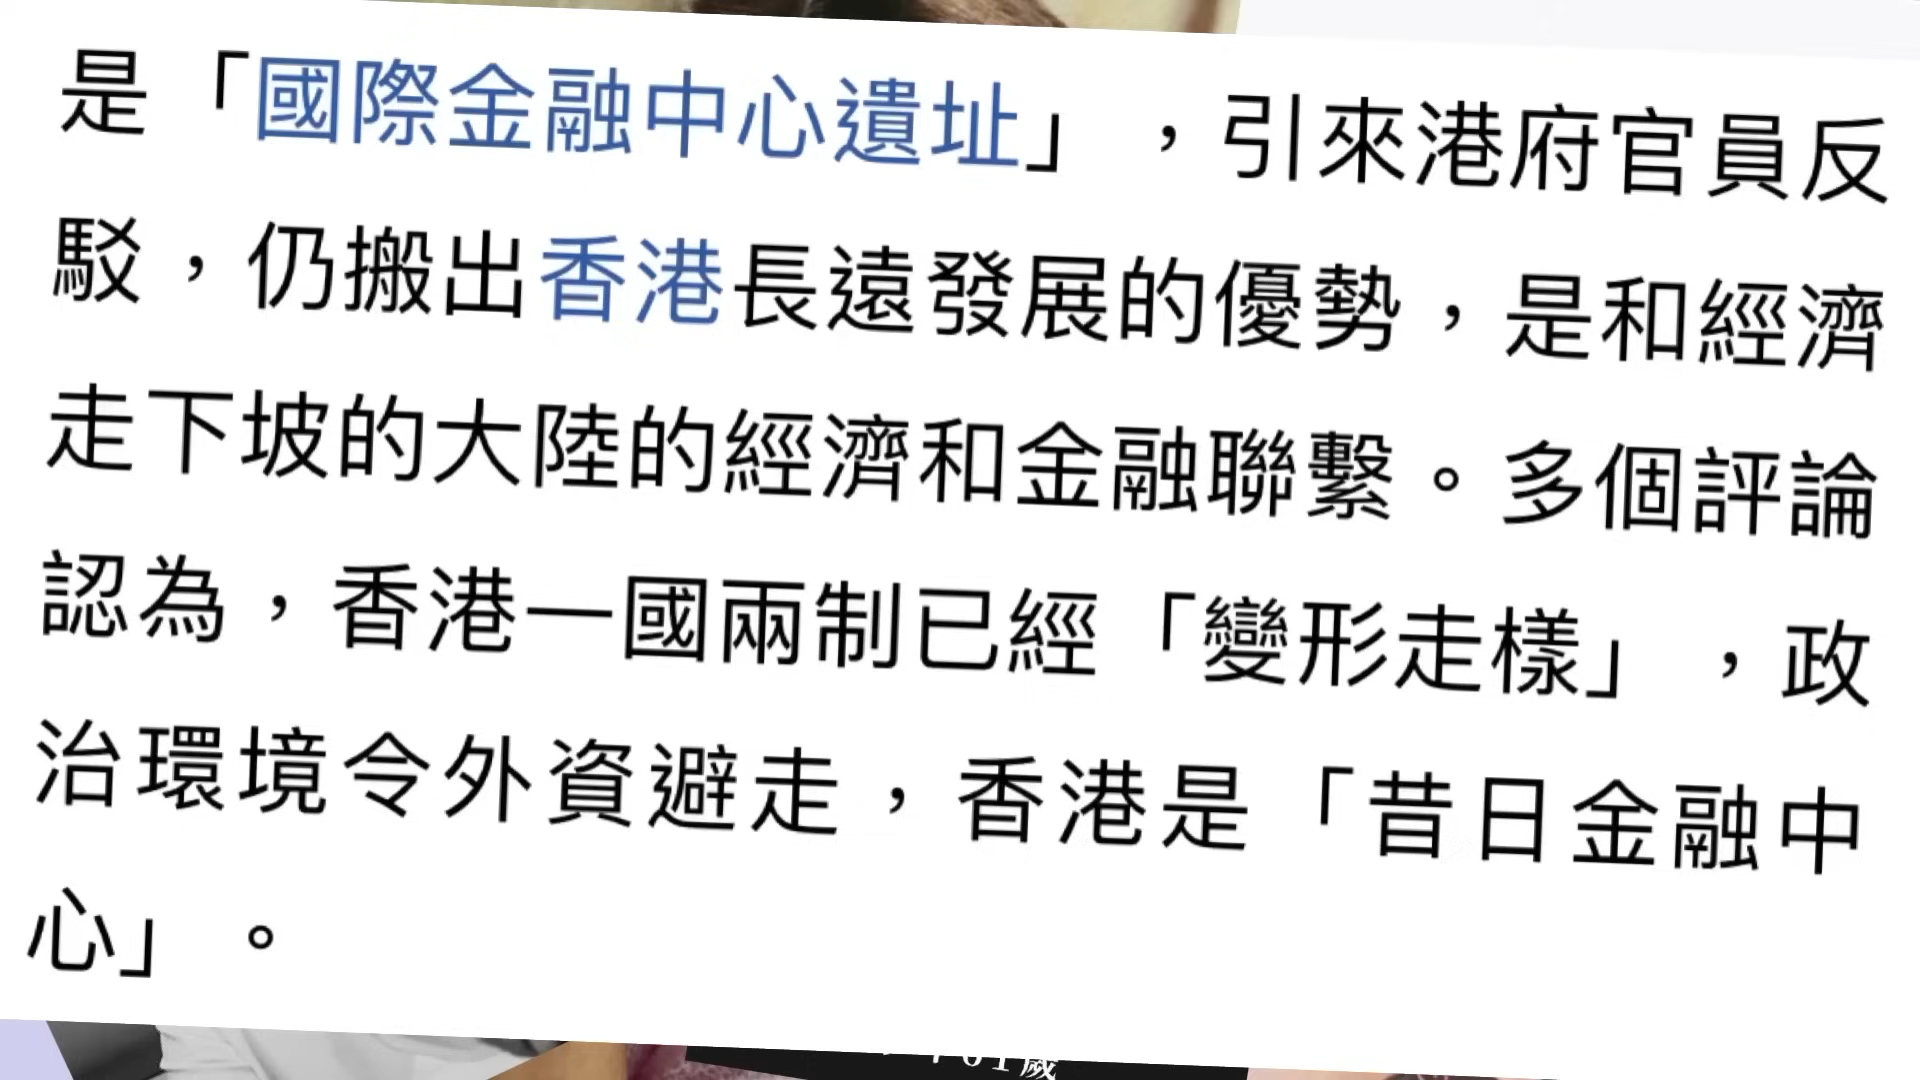 是「國際金融中心遺址」，引來港府官員反
駁，仍搬出香港長遠發展的優勢，是和經濟
走下坡的大陸的經濟和金融聯繫。多個評論
認為，香港一國兩制已經「變形走樣」，政
治環境令外資避走，香港是「昔日金融中
心」。
61歲